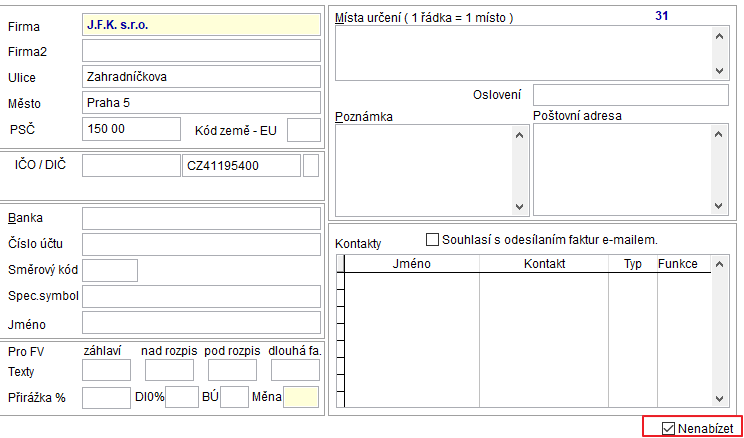 Firma J.F.K. s.r.o.
Firma2
Ulice Zahradníčkova
Město Praha 5
PSČ 150 00 Kód země - EU
IČO / DIČ CZ41195400
Banka
Číslo účtu
Směrový kód
Spec.symbol
Jméno
Pro FV záhlaví nad rozpis pod rozpis dlouhá fa.
Texty
Přirážka % DI0% BÚ Měna
Místa určení ( 1 řádka = 1 místo ) 31
Oslovení
Poznámka Poštovní adresa
Kontakty Souhlasí s odesílaním faktur e-mailem.
Jméno Kontakt Typ Funkce
Nenabízet